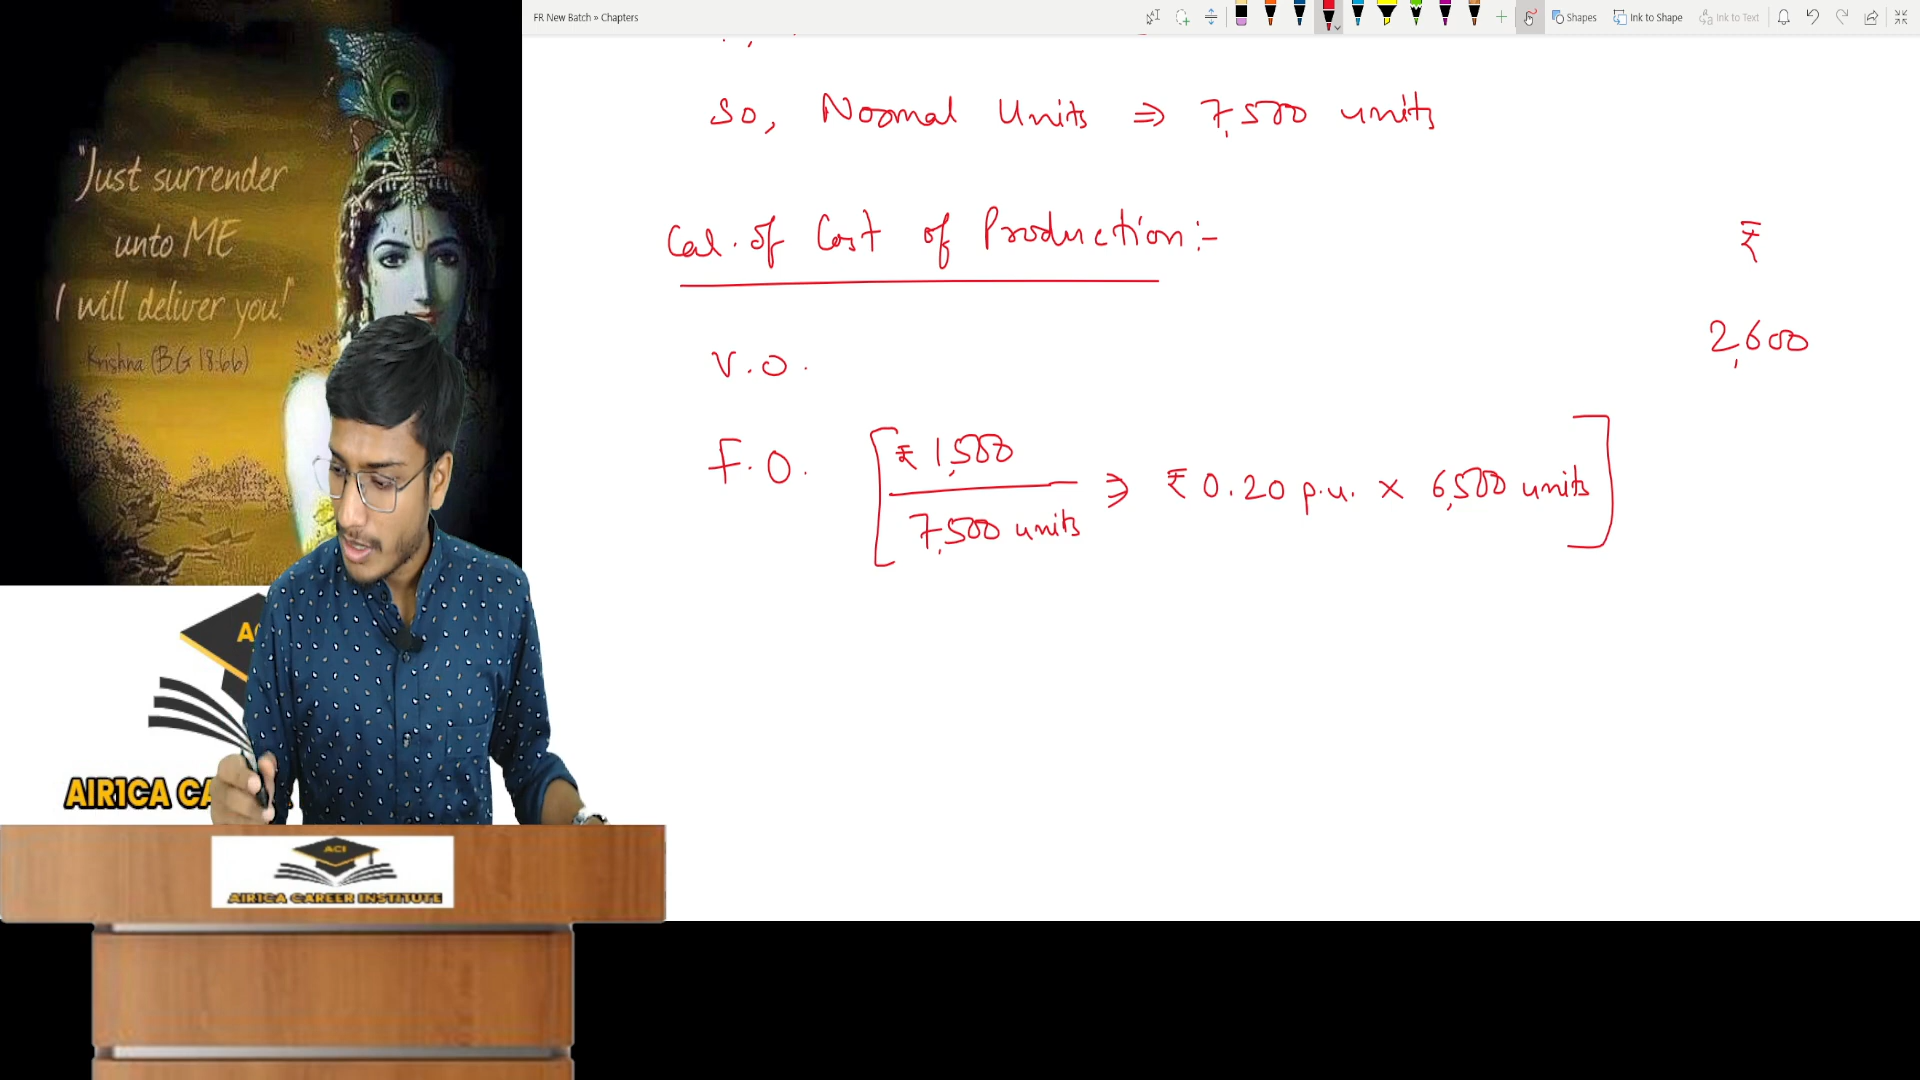 FR New Batch » Chapters
Shapes
Ink to Shape
Ink to Text
So, Normal Units ⇒ 7,500 units
Cal. of Cost of Production:-
₹
V.O.
2,600
F.O. [₹ 1,500 / 7,500 units ⇒ ₹ 0.20 p.u. × 6,500 units]
"Just surrender
unto ME
I will deliver you!"
-Krishna (B.G 18:66)
AIR1CA CA
ACI
AIR1CA CAREER INSTITUTE